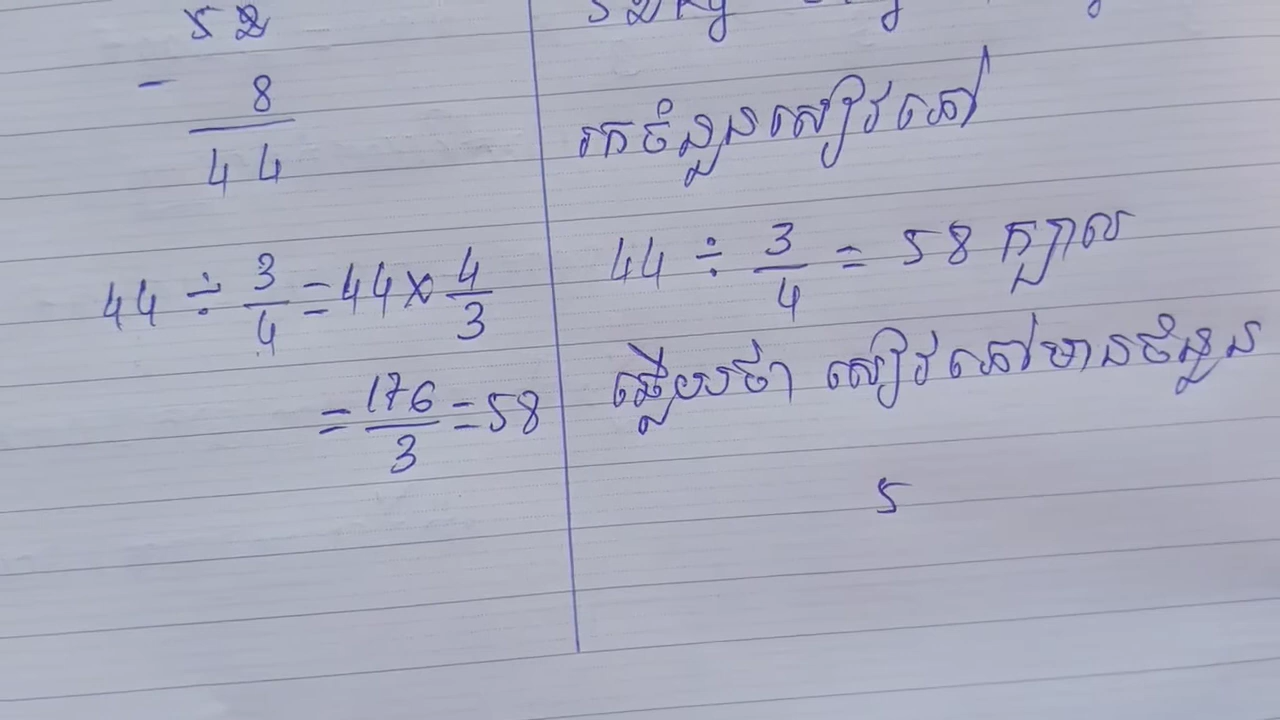 52
- 8
44
44 ÷ 3/4 = 44 × 4/3
= 176/3 = 58
52kg
រកចំនួនសៀវភៅ
44 ÷ 3/4 = 58 ក្បាល
ឆ្លើយថា សៀវភៅមានចំនួន
5